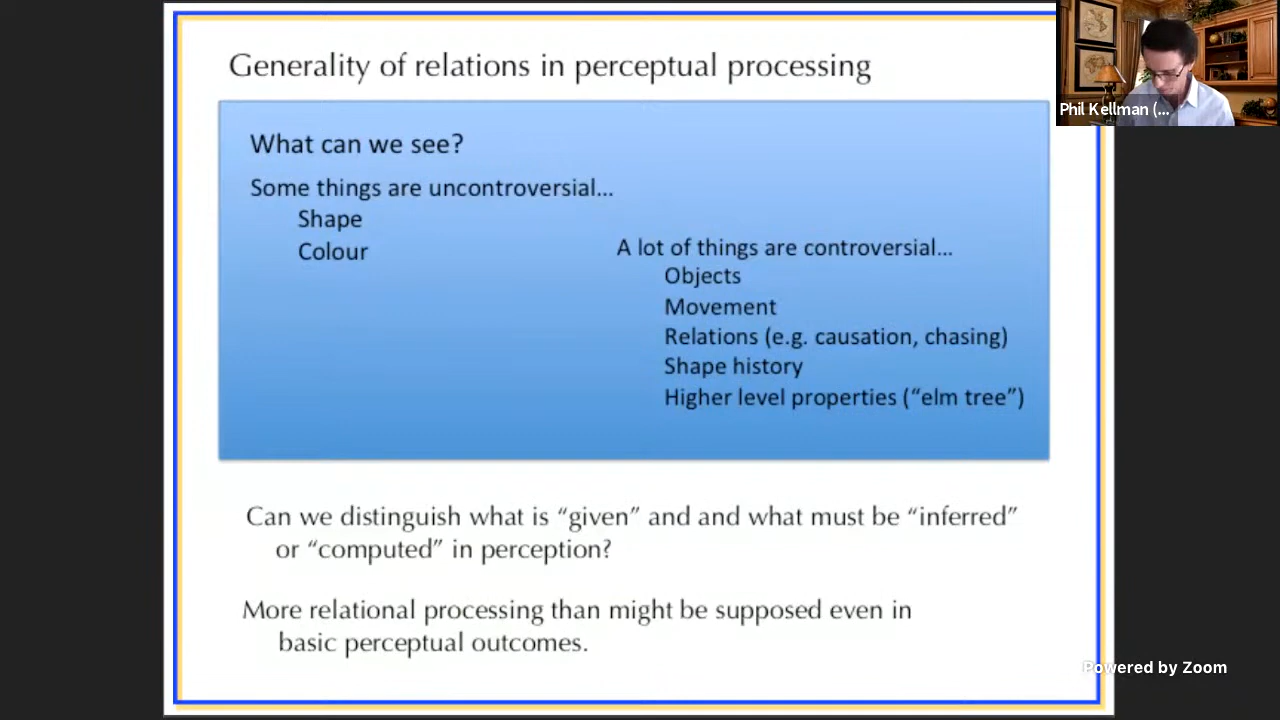 Generality of relations in perceptual processing
Phil Kellman (...
What can we see?
Some things are uncontroversial...
Shape
Colour
A lot of things are controversial...
Objects
Movement
Relations (e.g. causation, chasing)
Shape history
Higher level properties (“elm tree”)
Can we distinguish what is “given” and and what must be “inferred”
or “computed” in perception?
More relational processing than might be supposed even in
basic perceptual outcomes.
Powered by Zoom